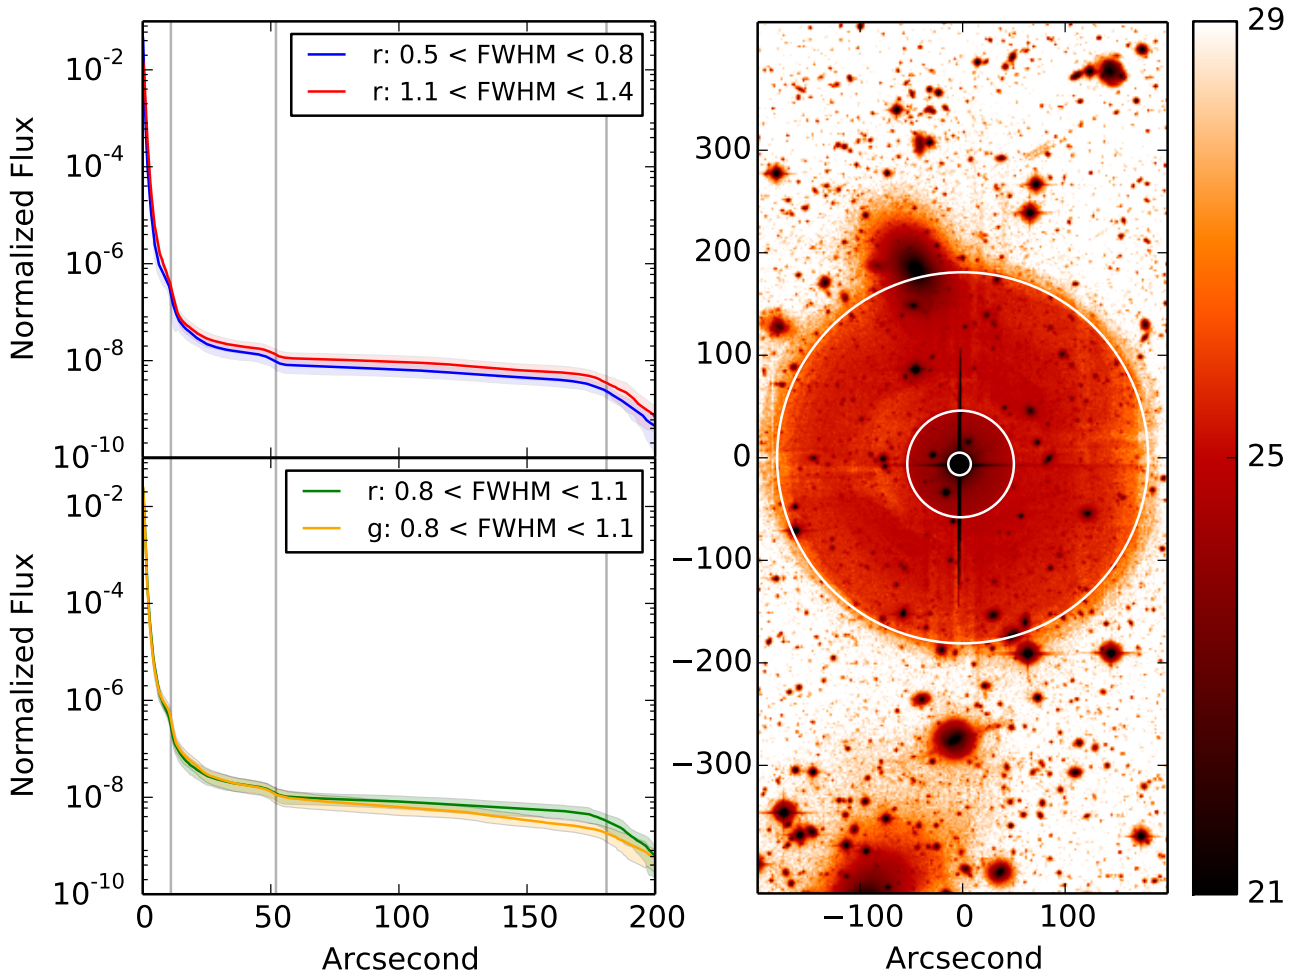 Normalized Flux
10⁻²
10⁻⁴
10⁻⁶
10⁻⁸
10⁻¹⁰
r: 0.5 < FWHM < 0.8
r: 1.1 < FWHM < 1.4
Normalized Flux
10⁻²
10⁻⁴
10⁻⁶
10⁻⁸
10⁻¹⁰
r: 0.8 < FWHM < 1.1
g: 0.8 < FWHM < 1.1
0 50 100 150 200
Arcsecond
300
200
100
0
−100
−200
−300
−100 0 100
Arcsecond
29
25
21